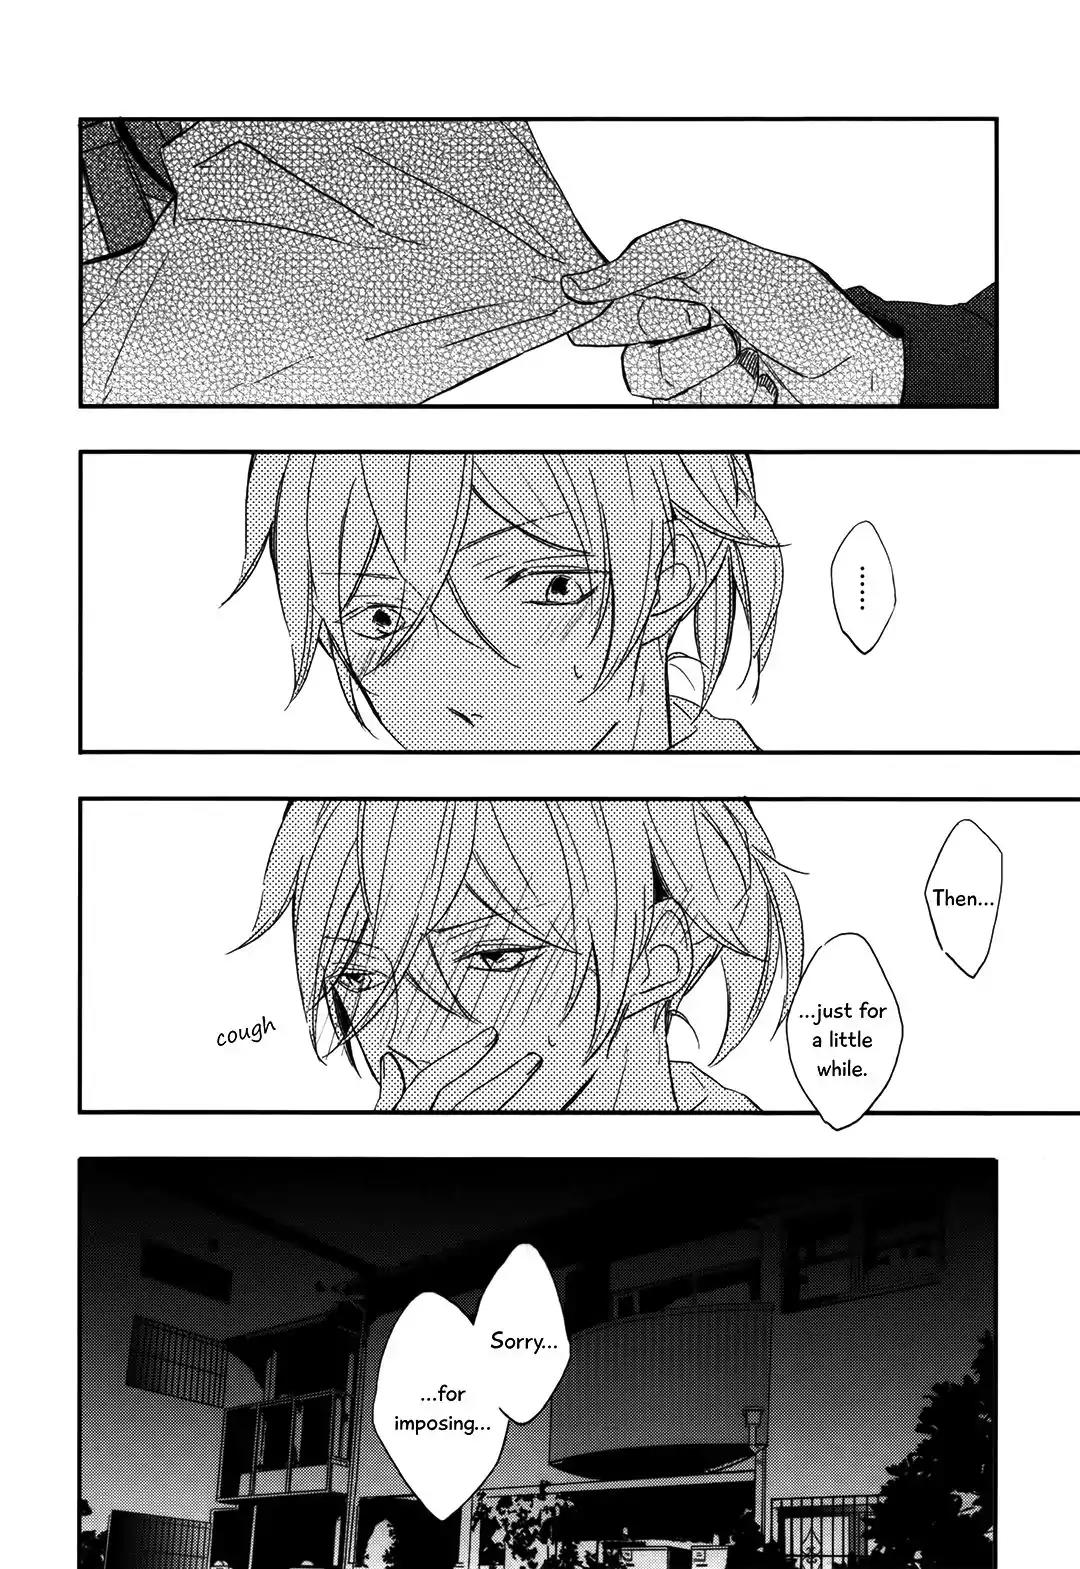 ………
Then...
...just for
a little
while.
cough
Sorry...
...for
imposing...